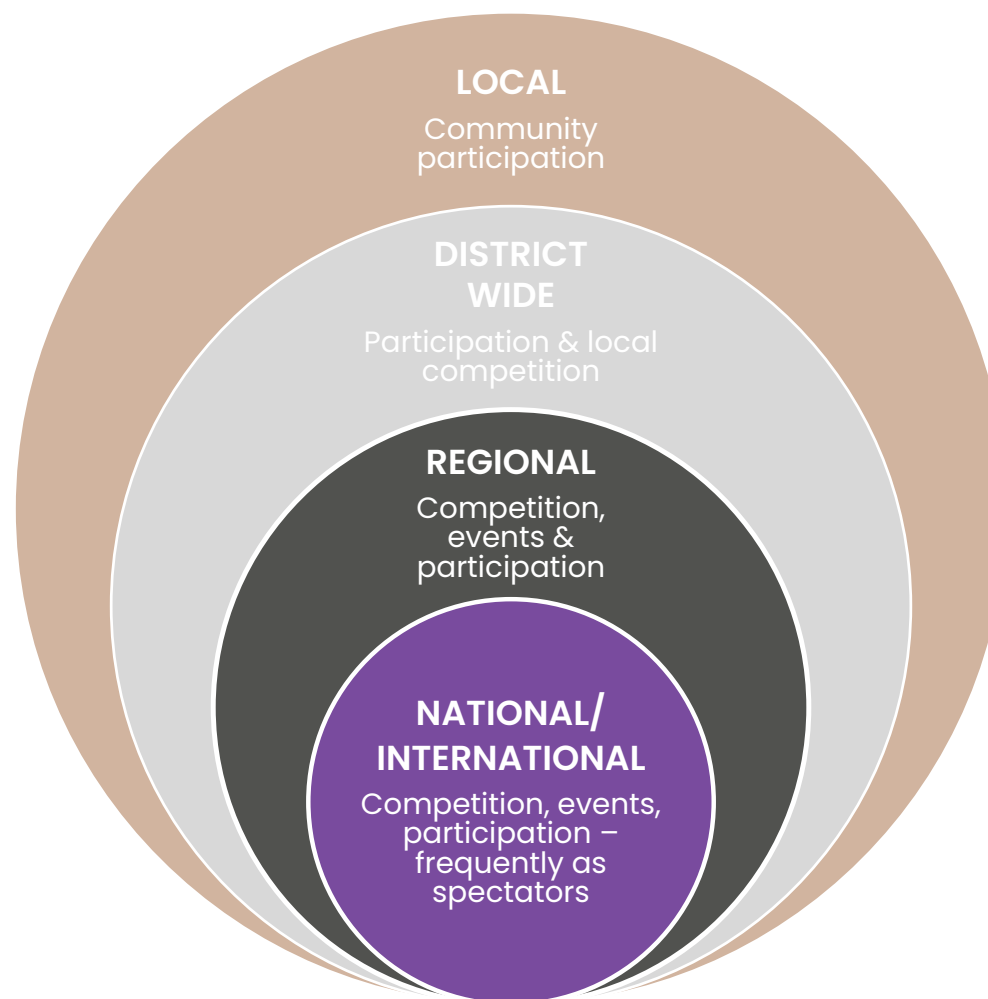 LOCAL
Community
participation
DISTRICT
WIDE
Participation & local
competition
REGIONAL
Competition,
events &
participation
NATIONAL/
INTERNATIONAL
Competition, events,
participation –
frequently as
spectators